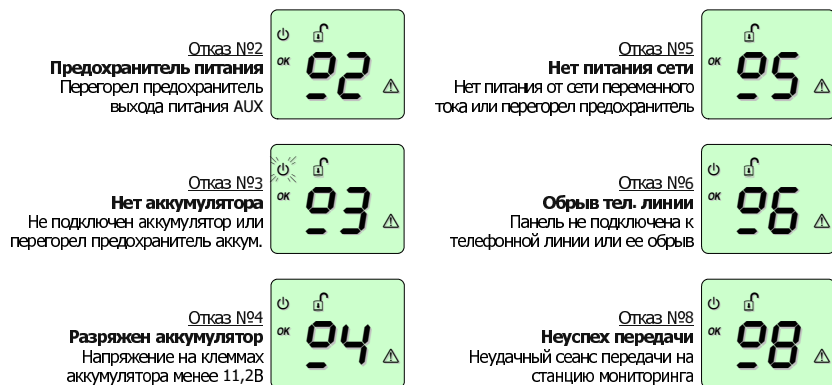 Отказ №2
Предохранитель питания
Перегорел предохранитель
выхода питания AUX
OK
02
Отказ №5
Нет питания сети
Нет питания от сети переменного
тока или перегорел предохранитель
OK
05
Отказ №3
Нет аккумулятора
Не подключен аккумулятор или
перегорел предохранитель аккум.
OK
03
Отказ №6
Обрыв тел. линии
Панель не подключена к
телефонной линии или ее обрыв
OK
06
Отказ №4
Разряжен аккумулятор
Напряжение на клеммах
аккумулятора менее 11,2В
OK
04
Отказ №8
Неуспех передачи
Неудачный сеанс передачи на
станцию мониторинга
OK
08